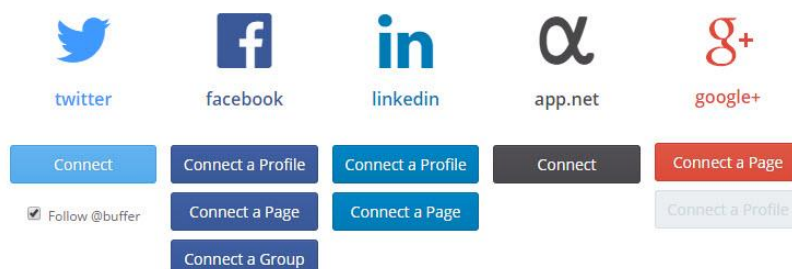 in
α
g+
twitter
facebook
linkedin
app.net
google+
Connect
Connect a Profile
Connect a Profile
Connect
Connect a Page
Follow @buffer
Connect a Page
Connect a Page
Connect a Profile
Connect a Group